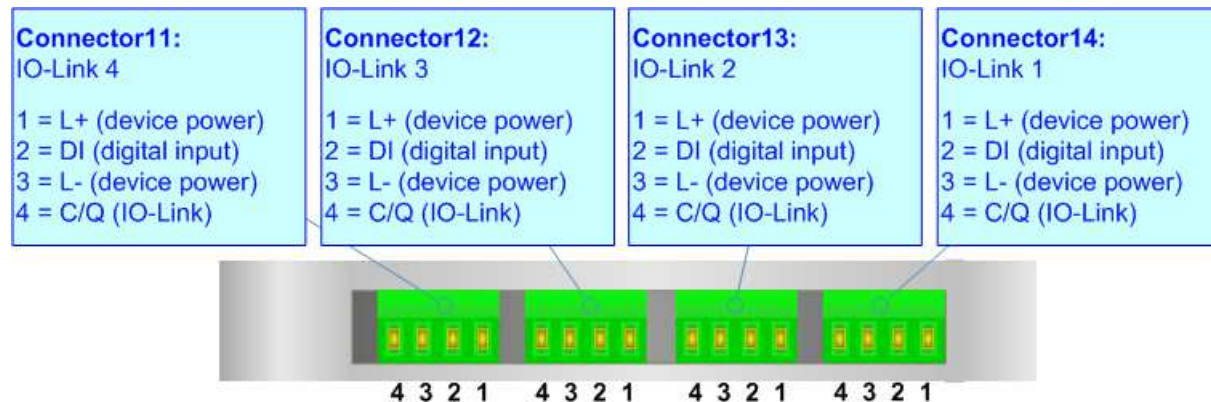 Connector11:
IO-Link 4
1 = L+ (device power)
2 = DI (digital input)
3 = L- (device power)
4 = C/Q (IO-Link)
Connector12:
IO-Link 3
1 = L+ (device power)
2 = DI (digital input)
3 = L- (device power)
4 = C/Q (IO-Link)
Connector13:
IO-Link 2
1 = L+ (device power)
2 = DI (digital input)
3 = L- (device power)
4 = C/Q (IO-Link)
Connector14:
IO-Link 1
1 = L+ (device power)
2 = DI (digital input)
3 = L- (device power)
4 = C/Q (IO-Link)
4 3 2 1 4 3 2 1 4 3 2 1 4 3 2 1